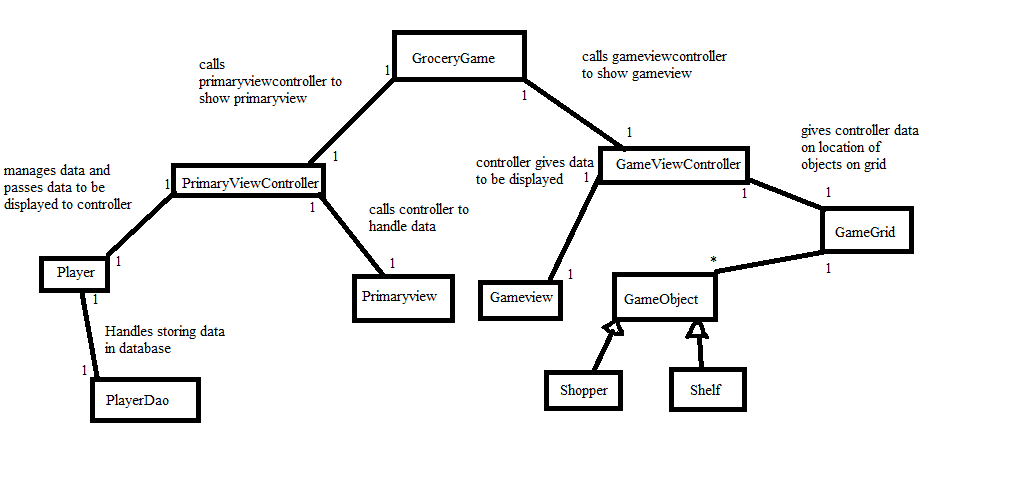 GroceryGame
calls
primaryviewcontroller to
show primaryview
1
1
calls gameviewcontroller
to show gameview
1
1
manages data and
passes data to be
displayed to controller
1
PrimaryViewController
1
1
calls controller to
handle data
1
controller gives data
to be displayed
1
GameViewController
1
gives controller data
on location of
objects on grid
1
GameGrid
1
Player
1
Primaryview
Gameview
1
*
GameObject
1
Handles storing data
in database
1
PlayerDao
Shopper
Shelf